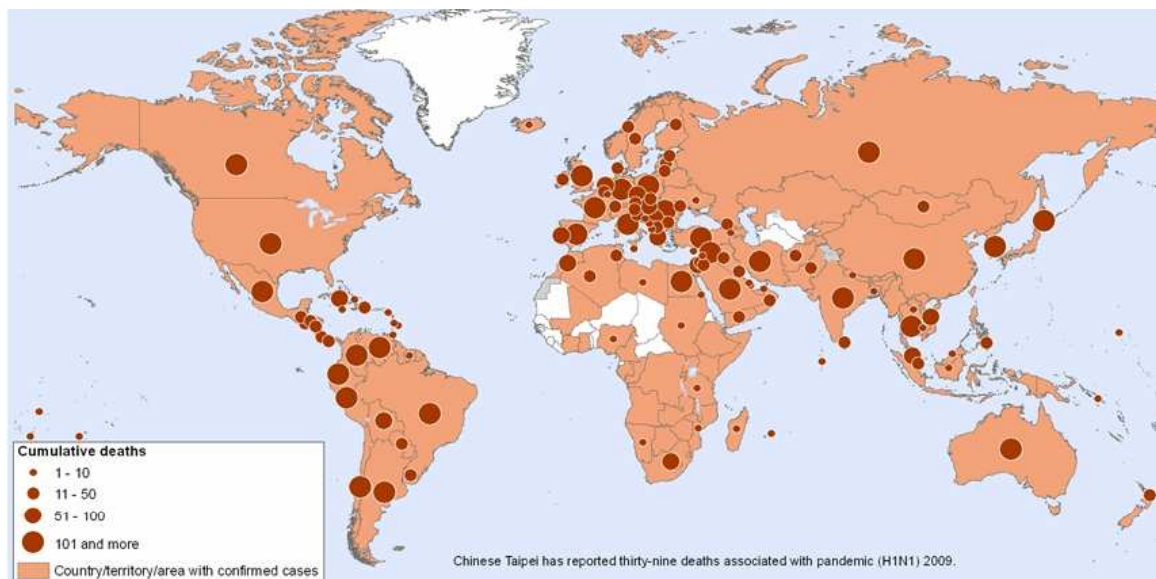 Cumulative deaths
1 - 10
11 - 50
51 - 100
101 and more
Country/territory/area with confirmed cases
Chinese Taipei has reported thirty-nine deaths associated with pandemic (H1N1) 2009.